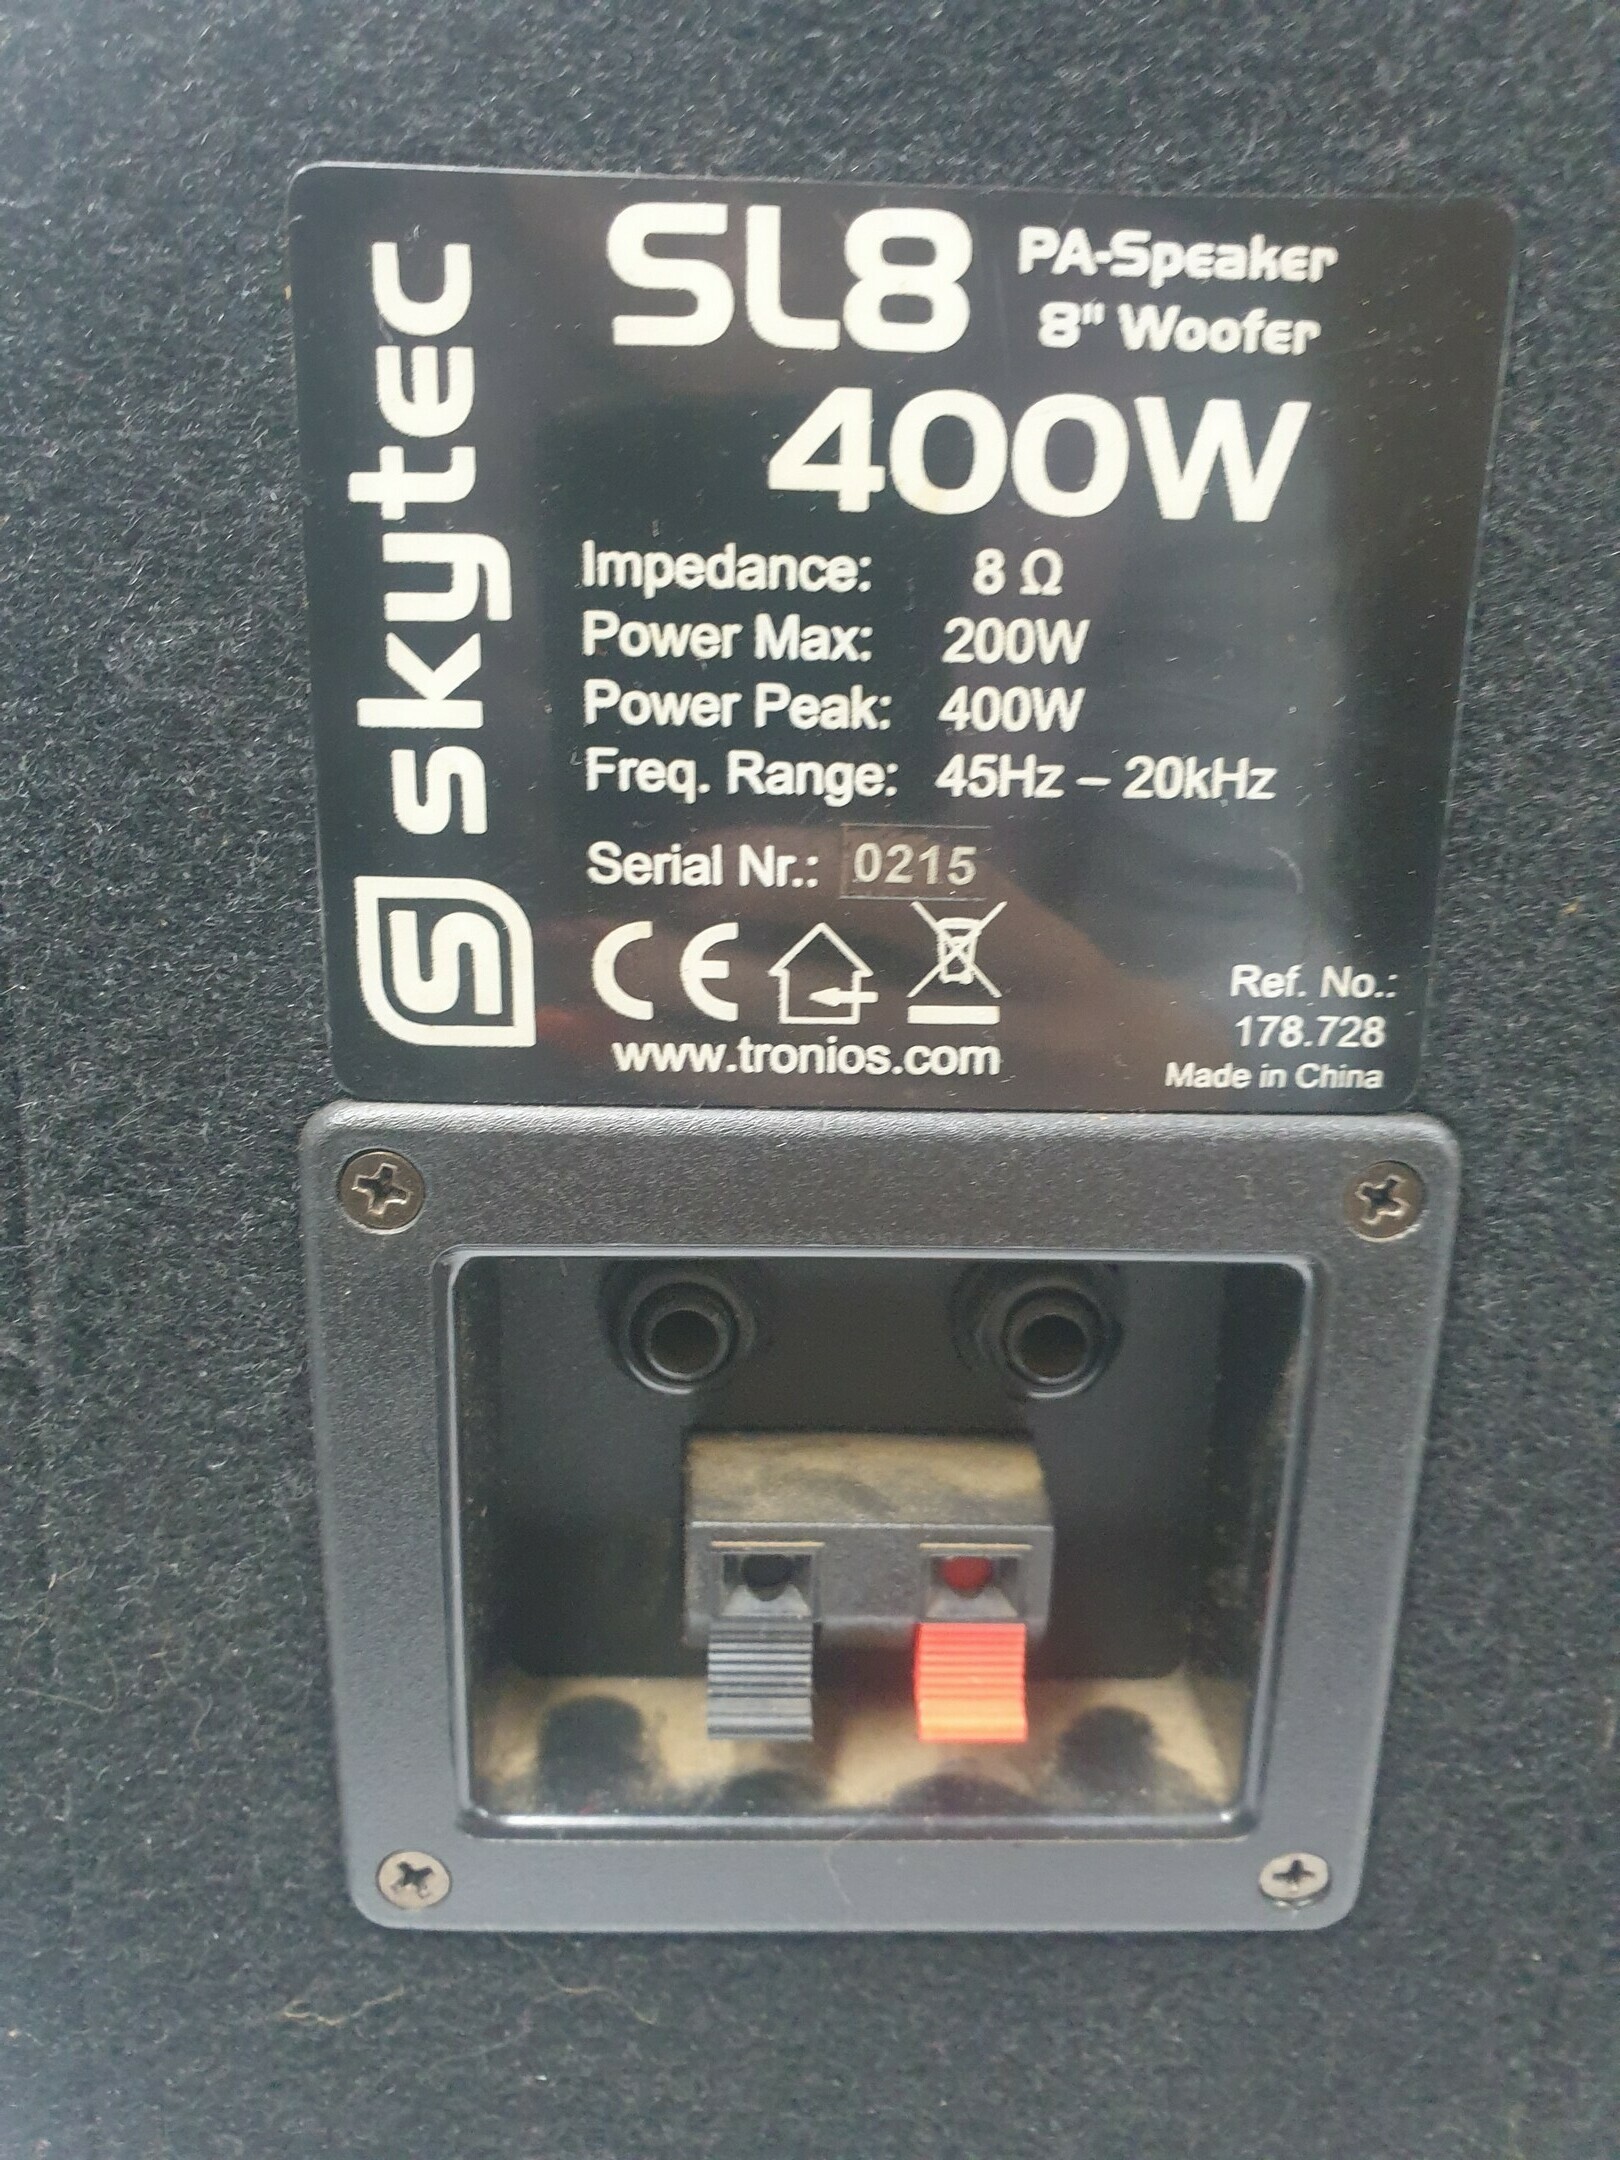 skytec
SL8 PA-Speaker
8" Woofer
400W
Impedance: 8 Ω
Power Max: 200W
Power Peak: 400W
Freq. Range: 45Hz – 20kHz
Serial Nr.: 0215
CE
www.tronios.com
Ref. No.:
178.728
Made in China